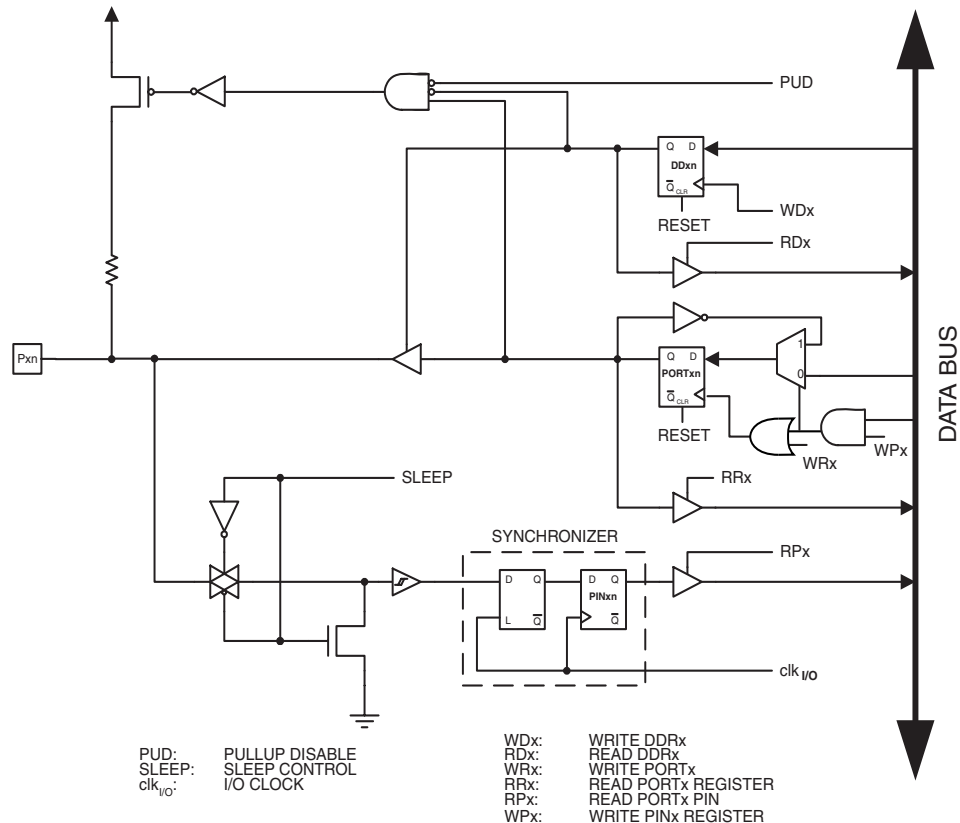 PUD
Q D
DDxn
Q CLR
WDx
RESET
RDx
Pxn
1
Q D
PORTxn
0
Q CLR
RESET
WRx
WPx
DATA BUS
SLEEP
RRx
SYNCHRONIZER
RPx
D Q
D Q
PINxn
L Q
Q
clk I/O
PUD: PULLUP DISABLE
SLEEP: SLEEP CONTROL
clkI/O: I/O CLOCK
WDx: WRITE DDRx
RDx: READ DDRx
WRx: WRITE PORTx
RRx: READ PORTx REGISTER
RPx: READ PORTx PIN
WPx: WRITE PINx REGISTER